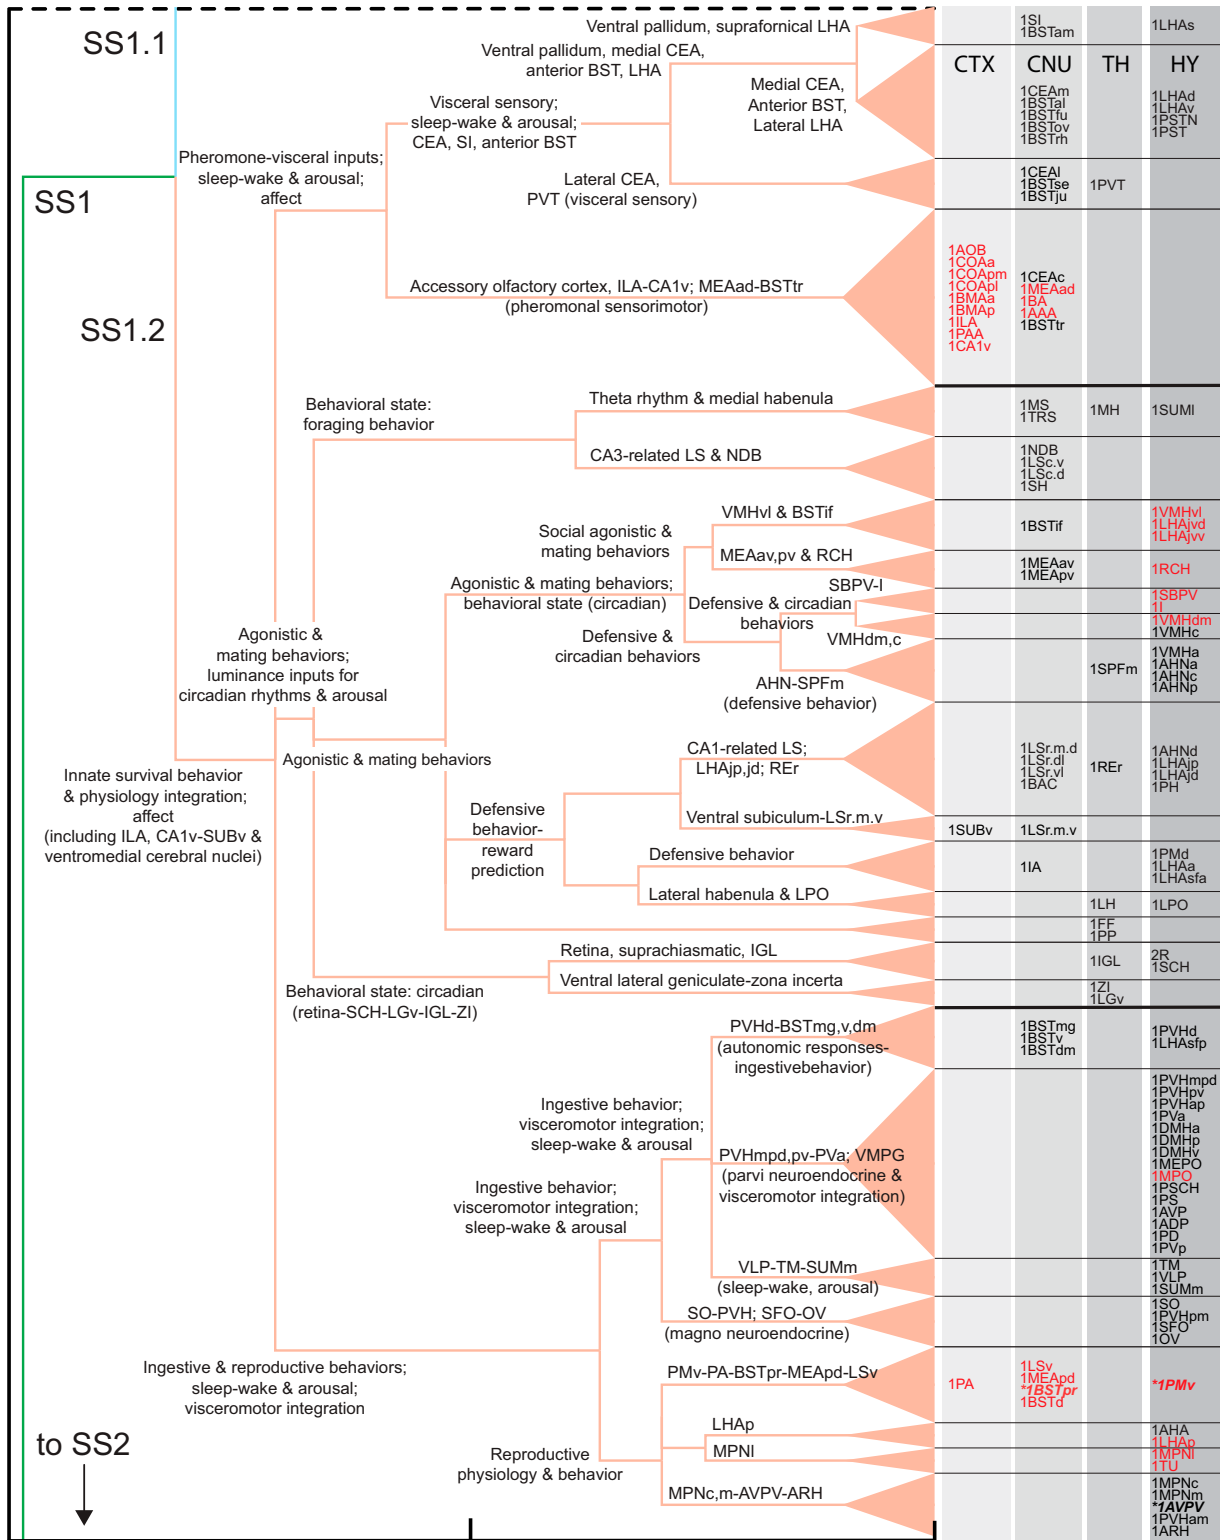 SS1.1
SS1
SS1.2
to SS2
Ventral pallidum, suprafornical LHA
Ventral pallidum, medial CEA,
anterior BST, LHA
Medial CEA,
Anterior BST,
Lateral LHA
Visceral sensory;
sleep-wake & arousal;
CEA, SI, anterior BST
Pheromone-visceral inputs;
sleep-wake & arousal;
affect
Lateral CEA,
PVT (visceral sensory)
Accessory olfactory cortex, ILA-CA1v; MEAad-BSTtr
(pheromonal sensorimotor)
Behavioral state:
foraging behavior
Theta rhythm & medial habenula
CA3-related LS & NDB
VMHvl & BSTif
Social agonistic &
mating behaviors
MEAav,pv & RCH
Agonistic & mating behaviors;
behavioral state (circadian)
SBPV-I
Defensive & circadian
behaviors
VMHdm,c
Defensive &
circadian behaviors
AHN-SPFm
(defensive behavior)
Agonistic &
mating behaviors;
luminance inputs for
circadian rhythms & arousal
Agonistic & mating behaviors
CA1-related LS;
LHAjp,jd; REr
Ventral subiculum-LSr.m.v
Defensive
behavior-
reward
prediction
Defensive behavior
Lateral habenula & LPO
Innate survival behavior
& physiology integration;
affect
(including ILA, CA1v-SUBv &
ventromedial cerebral nuclei)
Retina, suprachiasmatic, IGL
Ventral lateral geniculate-zona incerta
Behavioral state: circadian
(retina-SCH-LGv-IGL-ZI)
PVHd-BSTmg,v,dm
(autonomic responses-
ingestivebehavior)
Ingestive behavior;
visceromotor integration;
sleep-wake & arousal
PVHmpd,pv-PVa; VMPG
(parvi neuroendocrine &
visceromotor integration)
Ingestive behavior;
visceromotor integration;
sleep-wake & arousal
VLP-TM-SUMm
(sleep-wake, arousal)
SO-PVH; SFO-OV
(magno neuroendocrine)
Ingestive & reproductive behaviors;
sleep-wake & arousal;
visceromotor integration
PMv-PA-BSTpr-MEApd-LSv
LHAp
MPNl
Reproductive
physiology & behavior
MPNc,m-AVPV-ARH
1SI
1BSTam
1LHAs
CTX
CNU
TH
HY
1CEAm
1BSTal
1BSTfu
1BSTov
1BSTrh
1LHAd
1LHAv
1PSTN
1PST
1CEAl
1BSTse
1BSTju
1PVT
1AOB
1COAa
1COApm
1COApl
1BMAa
1BMAp
1ILA
1PAA
1CA1v
1CEAc
1MEAad
1BA
1AAA
1BSTtr
1MS
1TRS
1MH
1SUMl
1NDB
1LSc.v
1LSc.d
1SH
1BSTif
1VMHvl
1LHAjvd
1LHAjvv
1MEAav
1MEApv
1RCH
1SBPV
1I
1VMHdm
1VMHc
1SPFm
1VMHa
1AHNa
1AHNc
1AHNp
1LSr.m.d
1LSr.dl
1LSr.vl
1BAC
1REr
1AHNd
1LHAjp
1LHAjd
1PH
1SUBv
1LSr.m.v
1IA
1PMd
1LHAa
1LHAsfa
1LH
1LPO
1FF
1PP
1IGL
2R
1SCH
1ZI
1LGv
1BSTmg
1BSTv
1BSTdm
1PVHd
1LHAsfp
1PVHmpd
1PVHpv
1PVHap
1PVa
1DMHa
1DMHp
1DMHv
1MEPO
1MPO
1PSCH
1PS
1AVP
1ADP
1PD
1PVp
1TM
1VLP
1SUMm
1SO
1PVHpm
1SFO
1OV
1PA
1LSv
1MEApd
*1BSTpr
1BSTd
*1PMv
1AHA
1LHAp
1MPNl
1TU
1MPNc
1MPNm
*1AVPV
1PVHam
1ARH